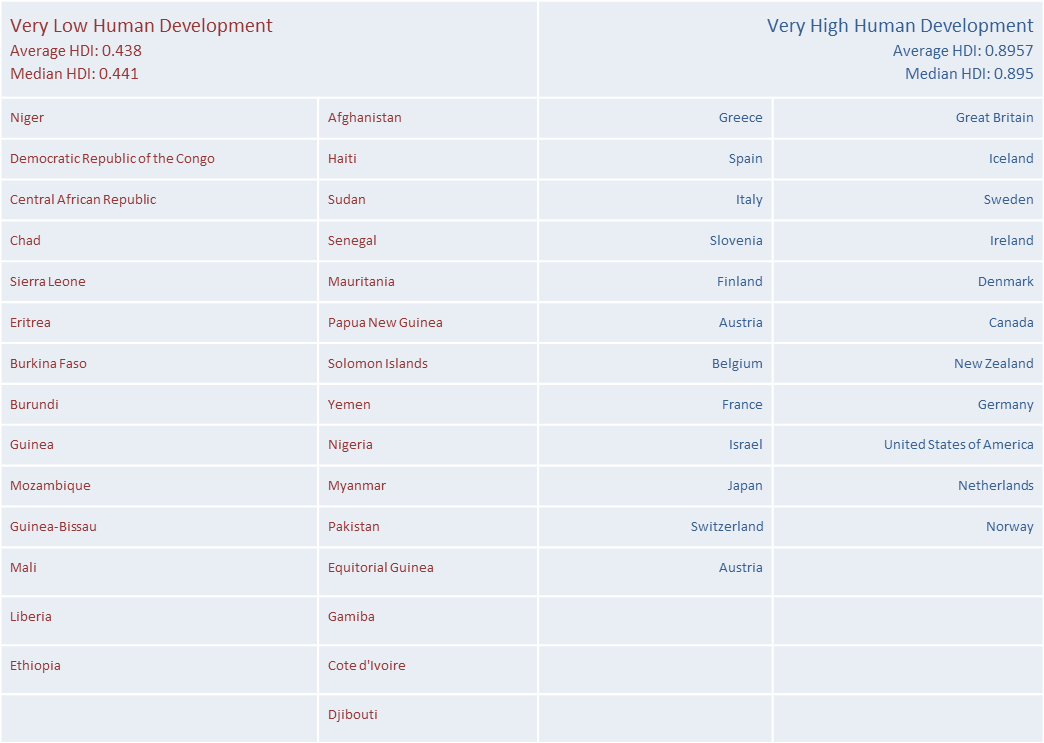 Very Low Human Development
Average HDI: 0.438
Median HDI: 0.441
Very High Human Development
Average HDI: 0.8957
Median HDI: 0.895
Niger
Afghanistan
Greece
Great Britain
Democratic Republic of the Congo
Haiti
Spain
Iceland
Central African Republic
Sudan
Italy
Sweden
Chad
Senegal
Slovenia
Ireland
Sierra Leone
Mauritania
Finland
Denmark
Eritrea
Papua New Guinea
Austria
Canada
Burkina Faso
Solomon Islands
Belgium
New Zealand
Burundi
Yemen
France
Germany
Guinea
Nigeria
Israel
United States of America
Mozambique
Myanmar
Japan
Netherlands
Guinea-Bissau
Pakistan
Switzerland
Norway
Mali
Equitorial Guinea
Austria
Liberia
Gamiba
Ethiopia
Cote d'Ivoire
Djibouti